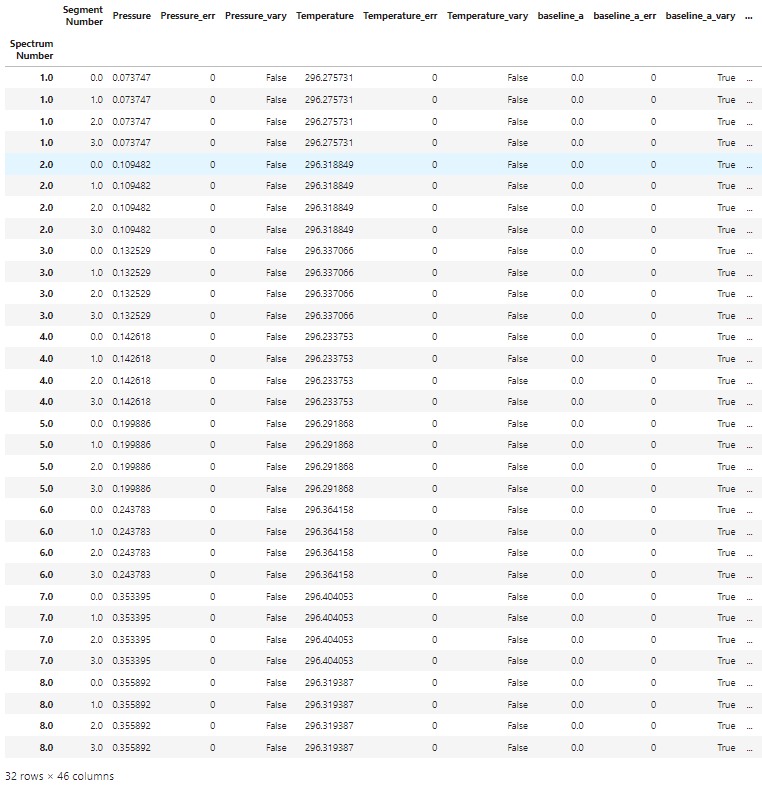 Segment Number Pressure Pressure_err Pressure_vary Temperature Temperature_err Temperature_vary baseline_a baseline_a_err baseline_a_vary ...
Spectrum Number
1.0 0.0 0.073747 0 False 296.275731 0 False 0.0 0 True ...
1.0 1.0 0.073747 0 False 296.275731 0 False 0.0 0 True ...
1.0 2.0 0.073747 0 False 296.275731 0 False 0.0 0 True ...
1.0 3.0 0.073747 0 False 296.275731 0 False 0.0 0 True ...
2.0 0.0 0.109482 0 False 296.318849 0 False 0.0 0 True ...
2.0 1.0 0.109482 0 False 296.318849 0 False 0.0 0 True ...
2.0 2.0 0.109482 0 False 296.318849 0 False 0.0 0 True ...
2.0 3.0 0.109482 0 False 296.318849 0 False 0.0 0 True ...
3.0 0.0 0.132529 0 False 296.337066 0 False 0.0 0 True ...
3.0 1.0 0.132529 0 False 296.337066 0 False 0.0 0 True ...
3.0 2.0 0.132529 0 False 296.337066 0 False 0.0 0 True ...
3.0 3.0 0.132529 0 False 296.337066 0 False 0.0 0 True ...
4.0 0.0 0.142618 0 False 296.233753 0 False 0.0 0 True ...
4.0 1.0 0.142618 0 False 296.233753 0 False 0.0 0 True ...
4.0 2.0 0.142618 0 False 296.233753 0 False 0.0 0 True ...
4.0 3.0 0.142618 0 False 296.233753 0 False 0.0 0 True ...
5.0 0.0 0.199886 0 False 296.291868 0 False 0.0 0 True ...
5.0 1.0 0.199886 0 False 296.291868 0 False 0.0 0 True ...
5.0 2.0 0.199886 0 False 296.291868 0 False 0.0 0 True ...
5.0 3.0 0.199886 0 False 296.291868 0 False 0.0 0 True ...
6.0 0.0 0.243783 0 False 296.364158 0 False 0.0 0 True ...
6.0 1.0 0.243783 0 False 296.364158 0 False 0.0 0 True ...
6.0 2.0 0.243783 0 False 296.364158 0 False 0.0 0 True ...
6.0 3.0 0.243783 0 False 296.364158 0 False 0.0 0 True ...
7.0 0.0 0.353395 0 False 296.404053 0 False 0.0 0 True ...
7.0 1.0 0.353395 0 False 296.404053 0 False 0.0 0 True ...
7.0 2.0 0.353395 0 False 296.404053 0 False 0.0 0 True ...
7.0 3.0 0.353395 0 False 296.404053 0 False 0.0 0 True ...
8.0 0.0 0.355892 0 False 296.319387 0 False 0.0 0 True ...
8.0 1.0 0.355892 0 False 296.319387 0 False 0.0 0 True ...
8.0 2.0 0.355892 0 False 296.319387 0 False 0.0 0 True ...
8.0 3.0 0.355892 0 False 296.319387 0 False 0.0 0 True ...
32 rows × 46 columns